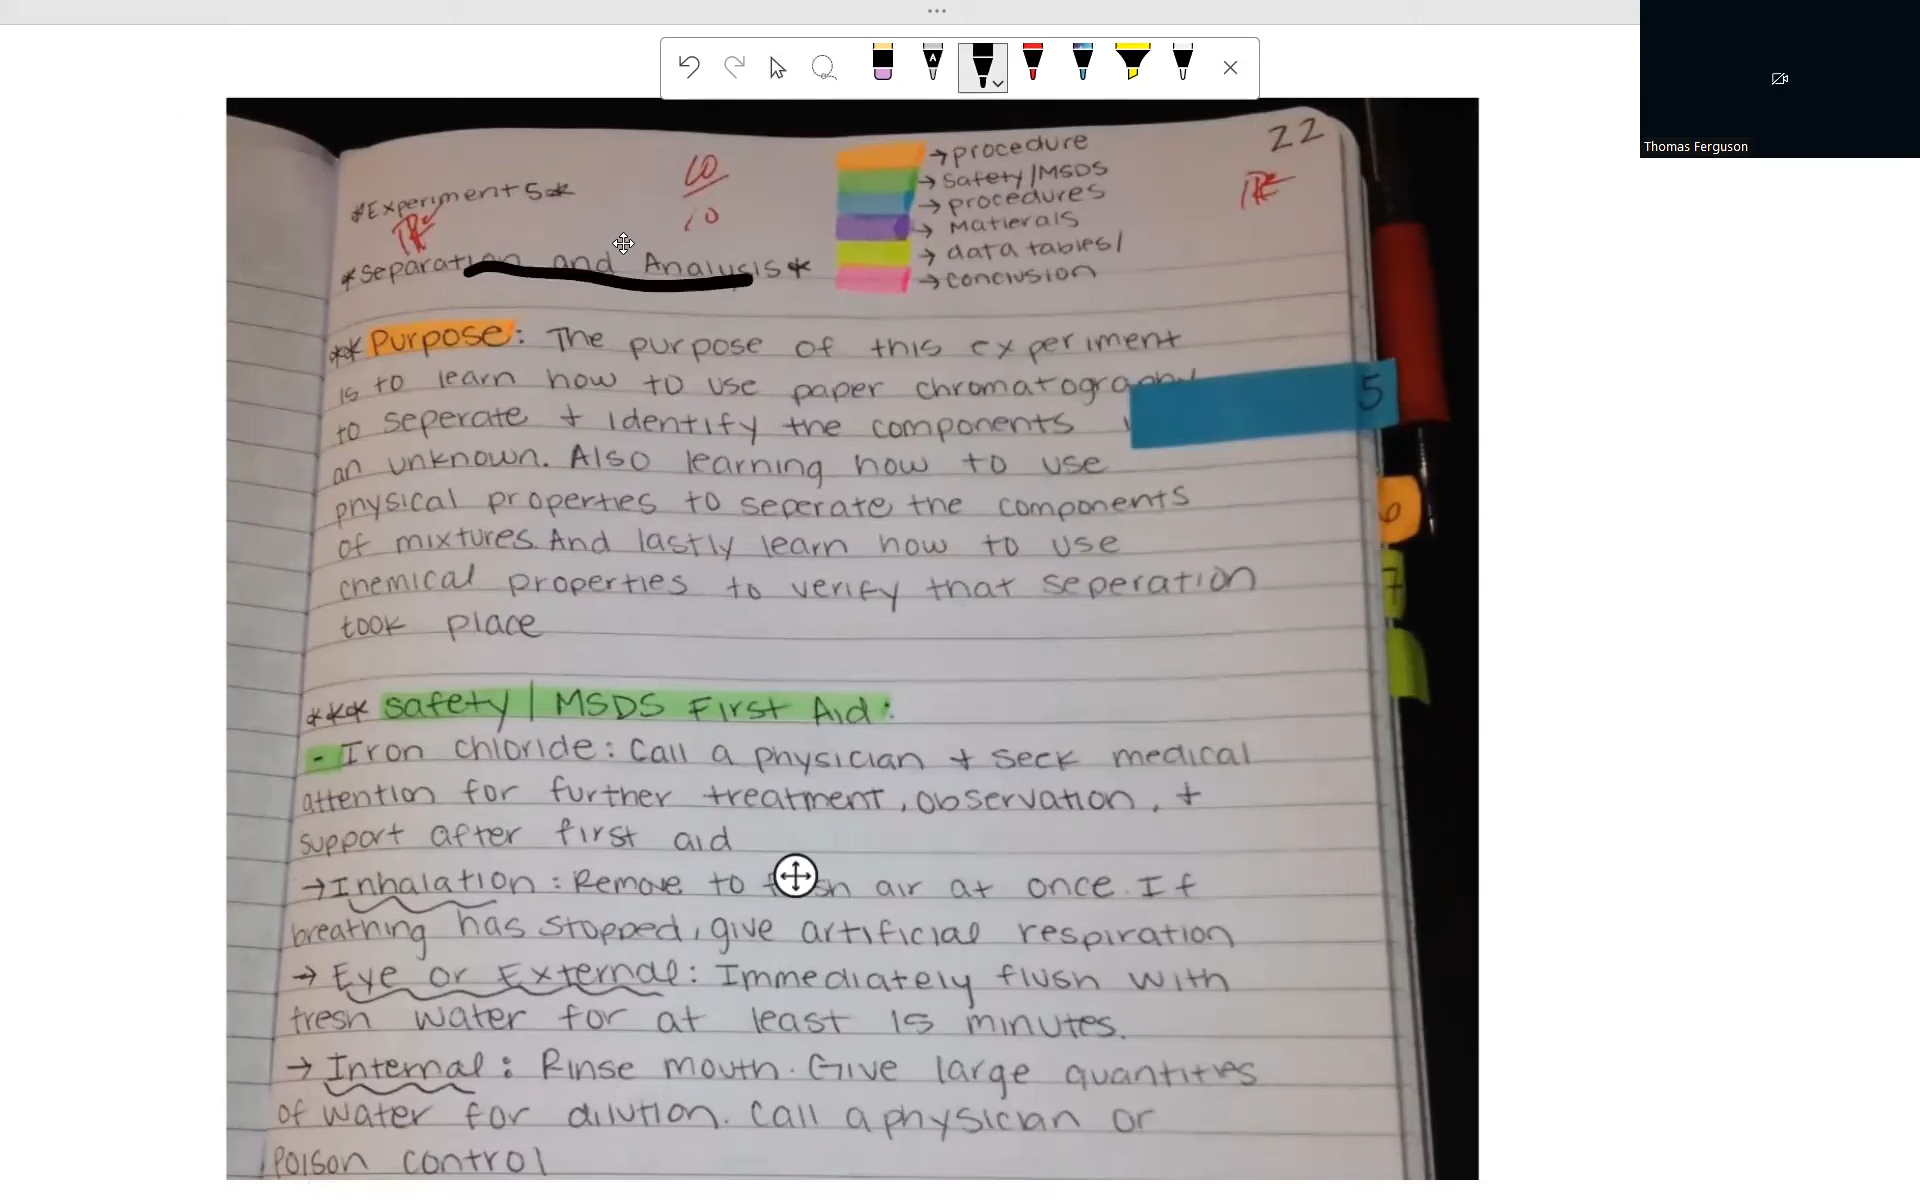 Thomas Ferguson
22
*Experiment 5*
10
10
→procedure
→Safety/MSDS
→procedures
→Matierals
→data tables/
→conclusion
*Separation and Analysis*
**Purpose: The purpose of this experiment
is to learn how to use paper chromatography
5
to seperate + identify the components
an unknown. Also learning how to use
physical properties to seperate the components
6
of mixtures. And lastly learn how to use
chemical properties to verify that seperation
7
took place
*** Safety/MSDS First Aid:
- Iron chloride: Call a physician + seek medical
attention for further treatment, observation, +
support after first aid
→Inhalation: Remove to fresh air at once. If
breathing has stopped, give artificial respiration
→ Eye or External: Immediately flush with
fresh water for at least 15 minutes.
→ Internal: Rinse mouth. Give large quantities
of water for dilution. Call a physician or
Poison control